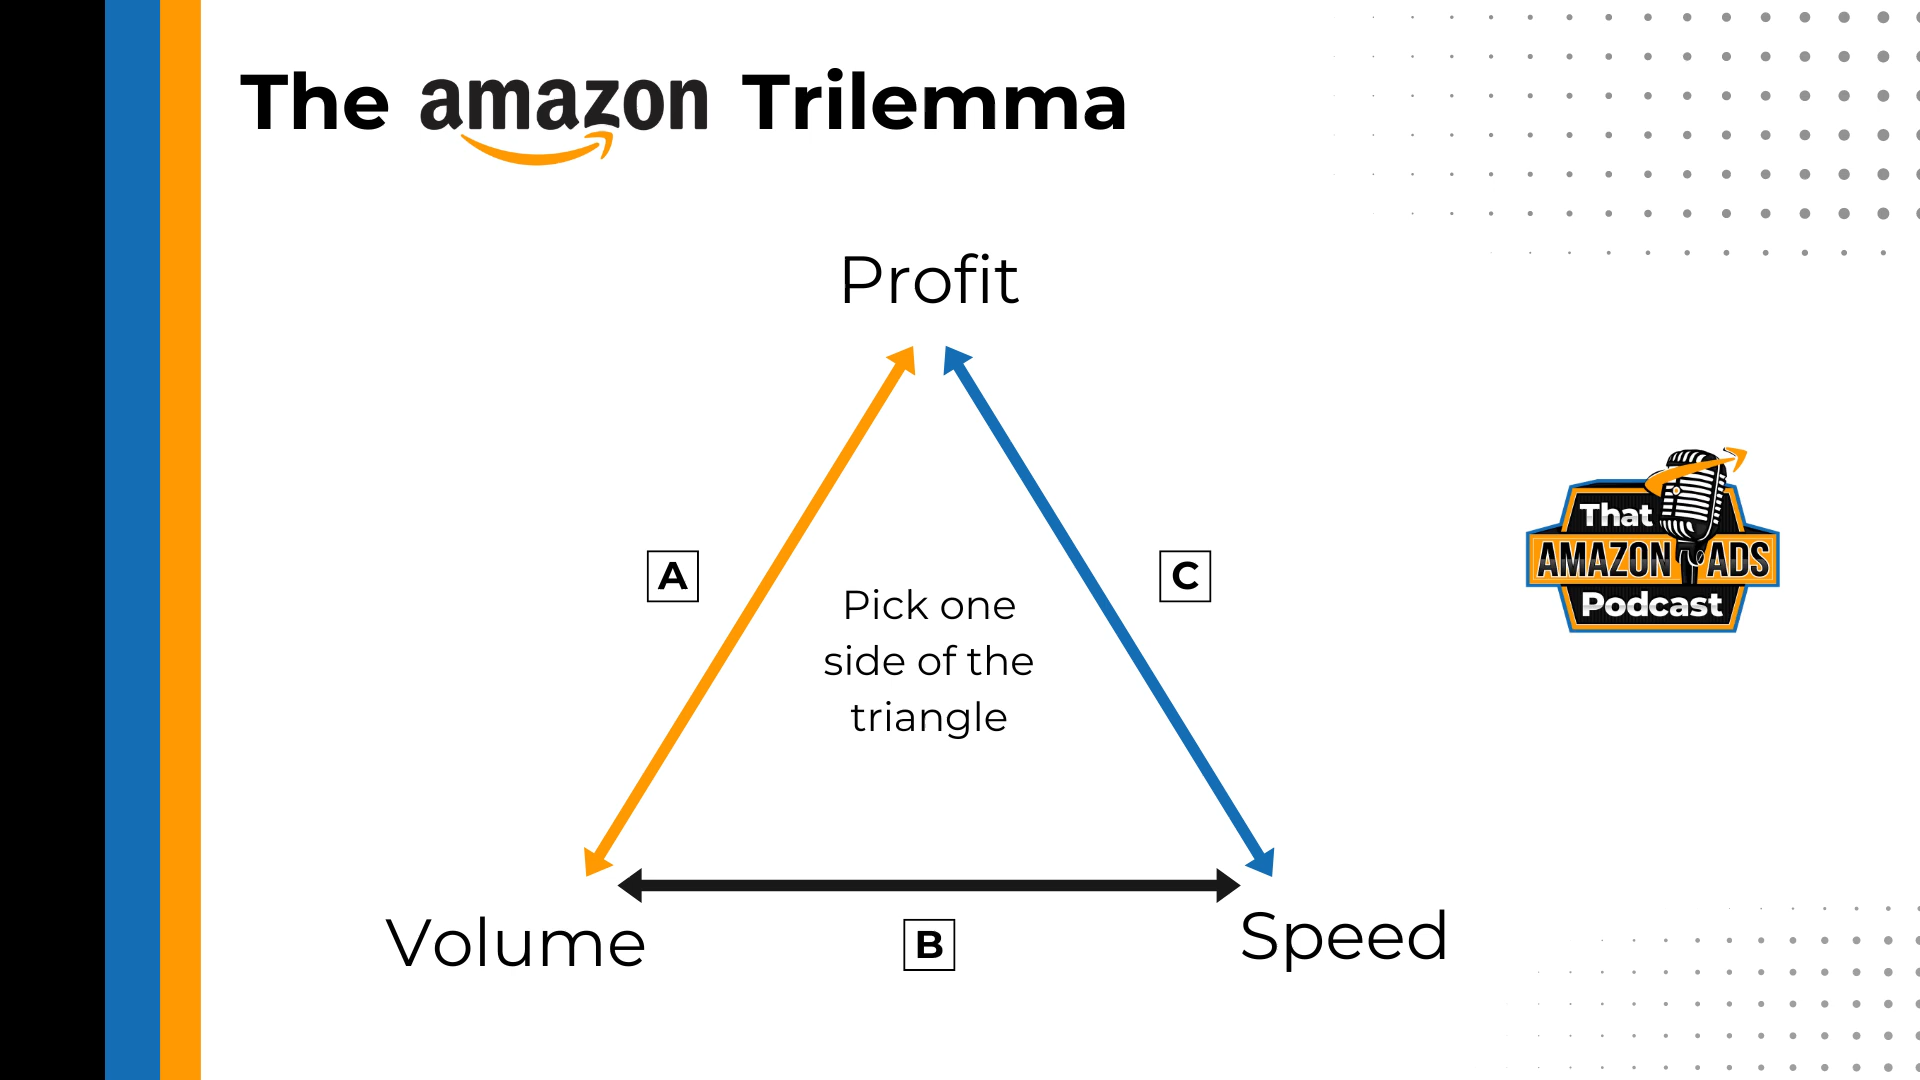 The amazon Trilemma
Profit
A
C
Pick one
side of the
triangle
That
AMAZON ADS
Podcast
Volume
B
Speed